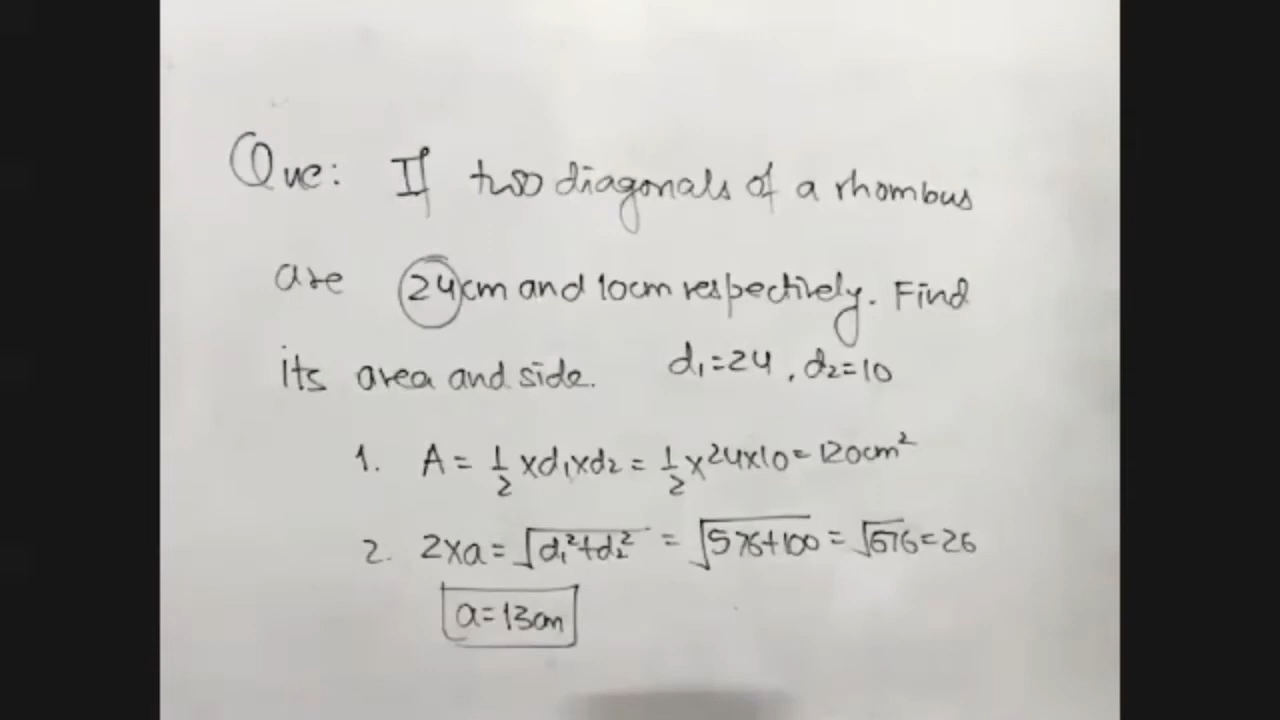 Que: If two diagonals of a rhombus
are 24cm and 10cm respectively. Find
its area and side. d₁=24, d₂=10
1. A = 1/2 x d₁ x d₂ = 1/2 x 24 x 10 = 120cm²
2. 2xa = √(d₁²+d₂²) = √(576+100) = √676 = 26
a=13cm